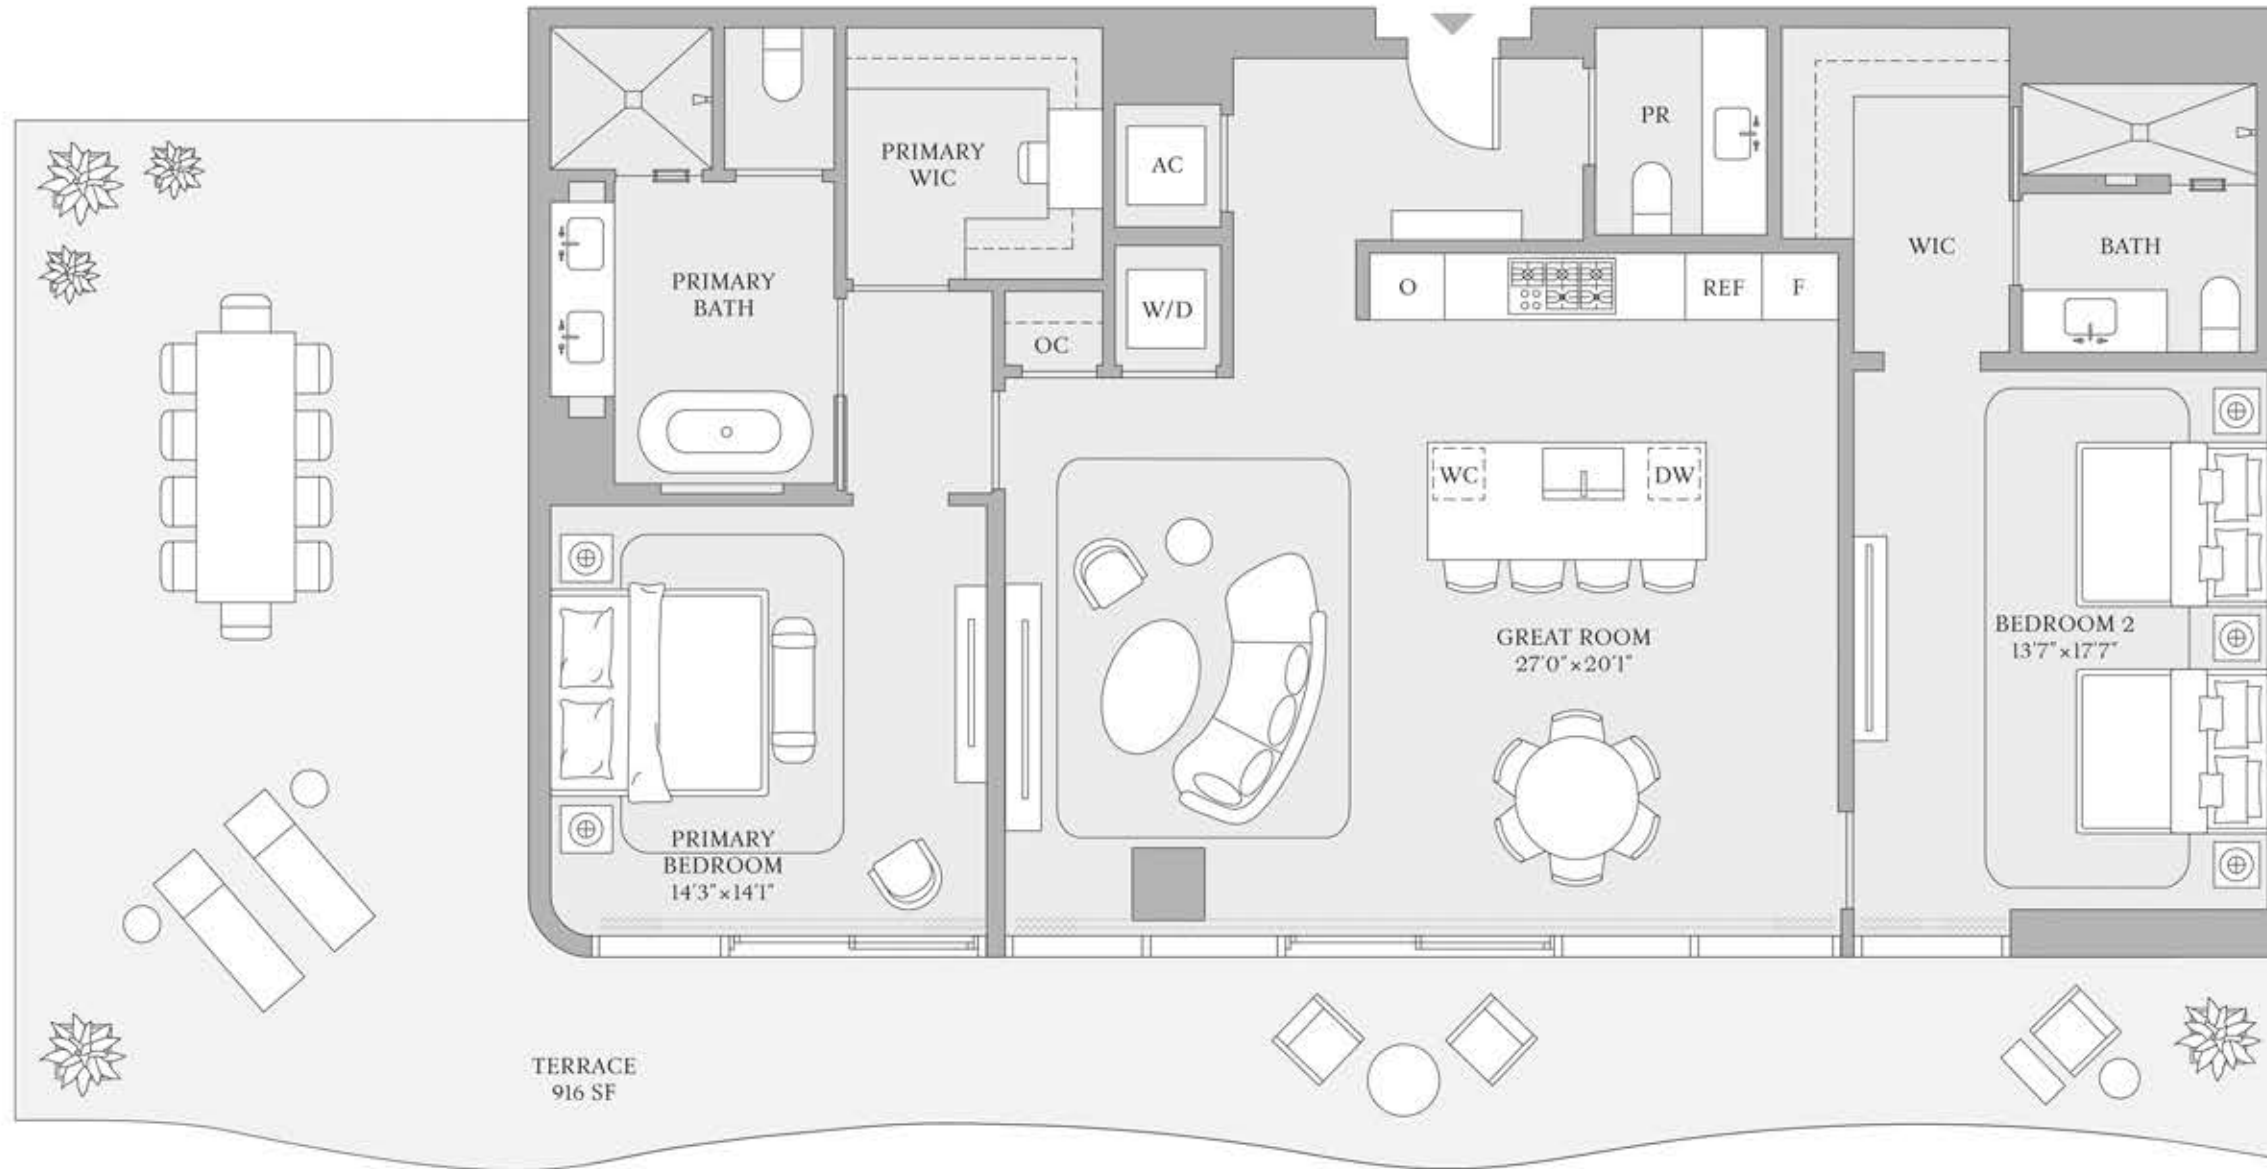 PR
PRIMARY
WIC
AC
PRIMARY
BATH
WIC
BATH
O
REF
F
W/D
OC
WC
DW
BEDROOM 2
13'7"×17'7"
GREAT ROOM
27'0"×20'1"
PRIMARY
BEDROOM
14'3"×14'1"
TERRACE
916 SF